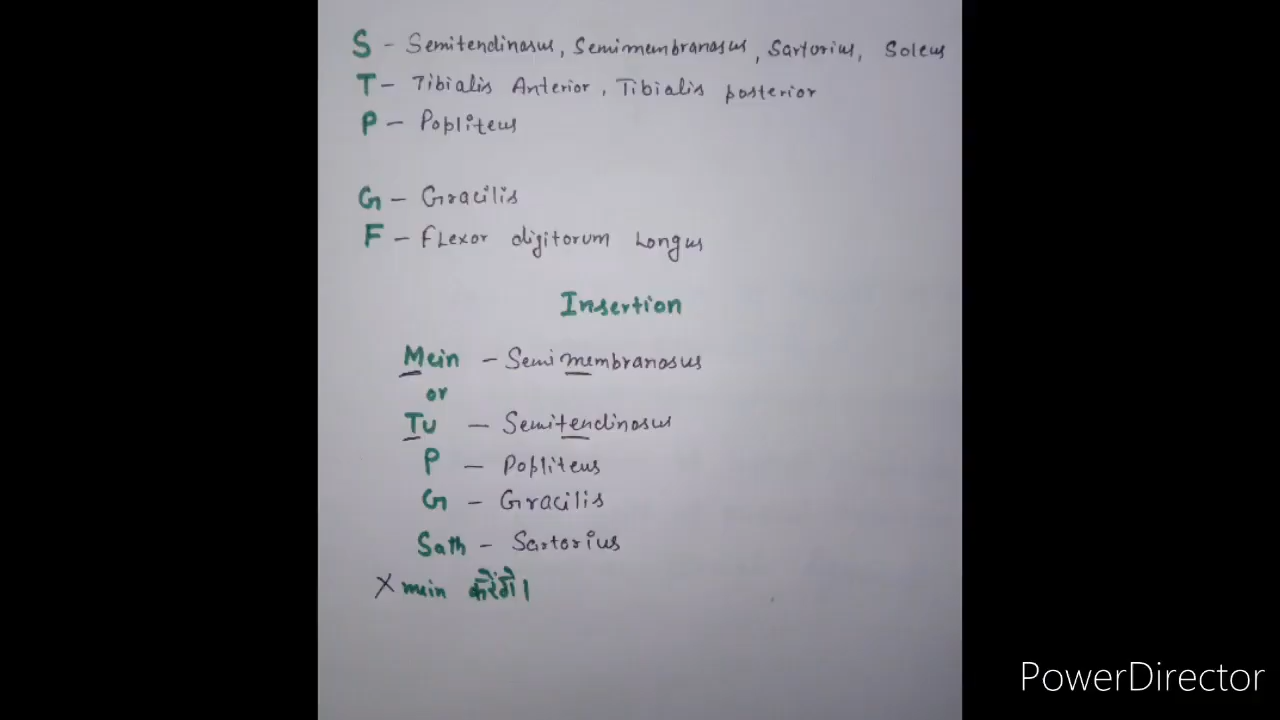 S - Semitendinosus, Semimembranosus, Sartorius, Soleus
T - Tibialis Anterior, Tibialis posterior
P - Popliteus
G - Gracilis
F - Flexor digitorum Longus
Insertion
Mein - Semimembranosus
or
Tu - Semitendinosus
P - Popliteus
G - Gracilis
Sath - Sartorius
X mein करेंगे।
PowerDirector